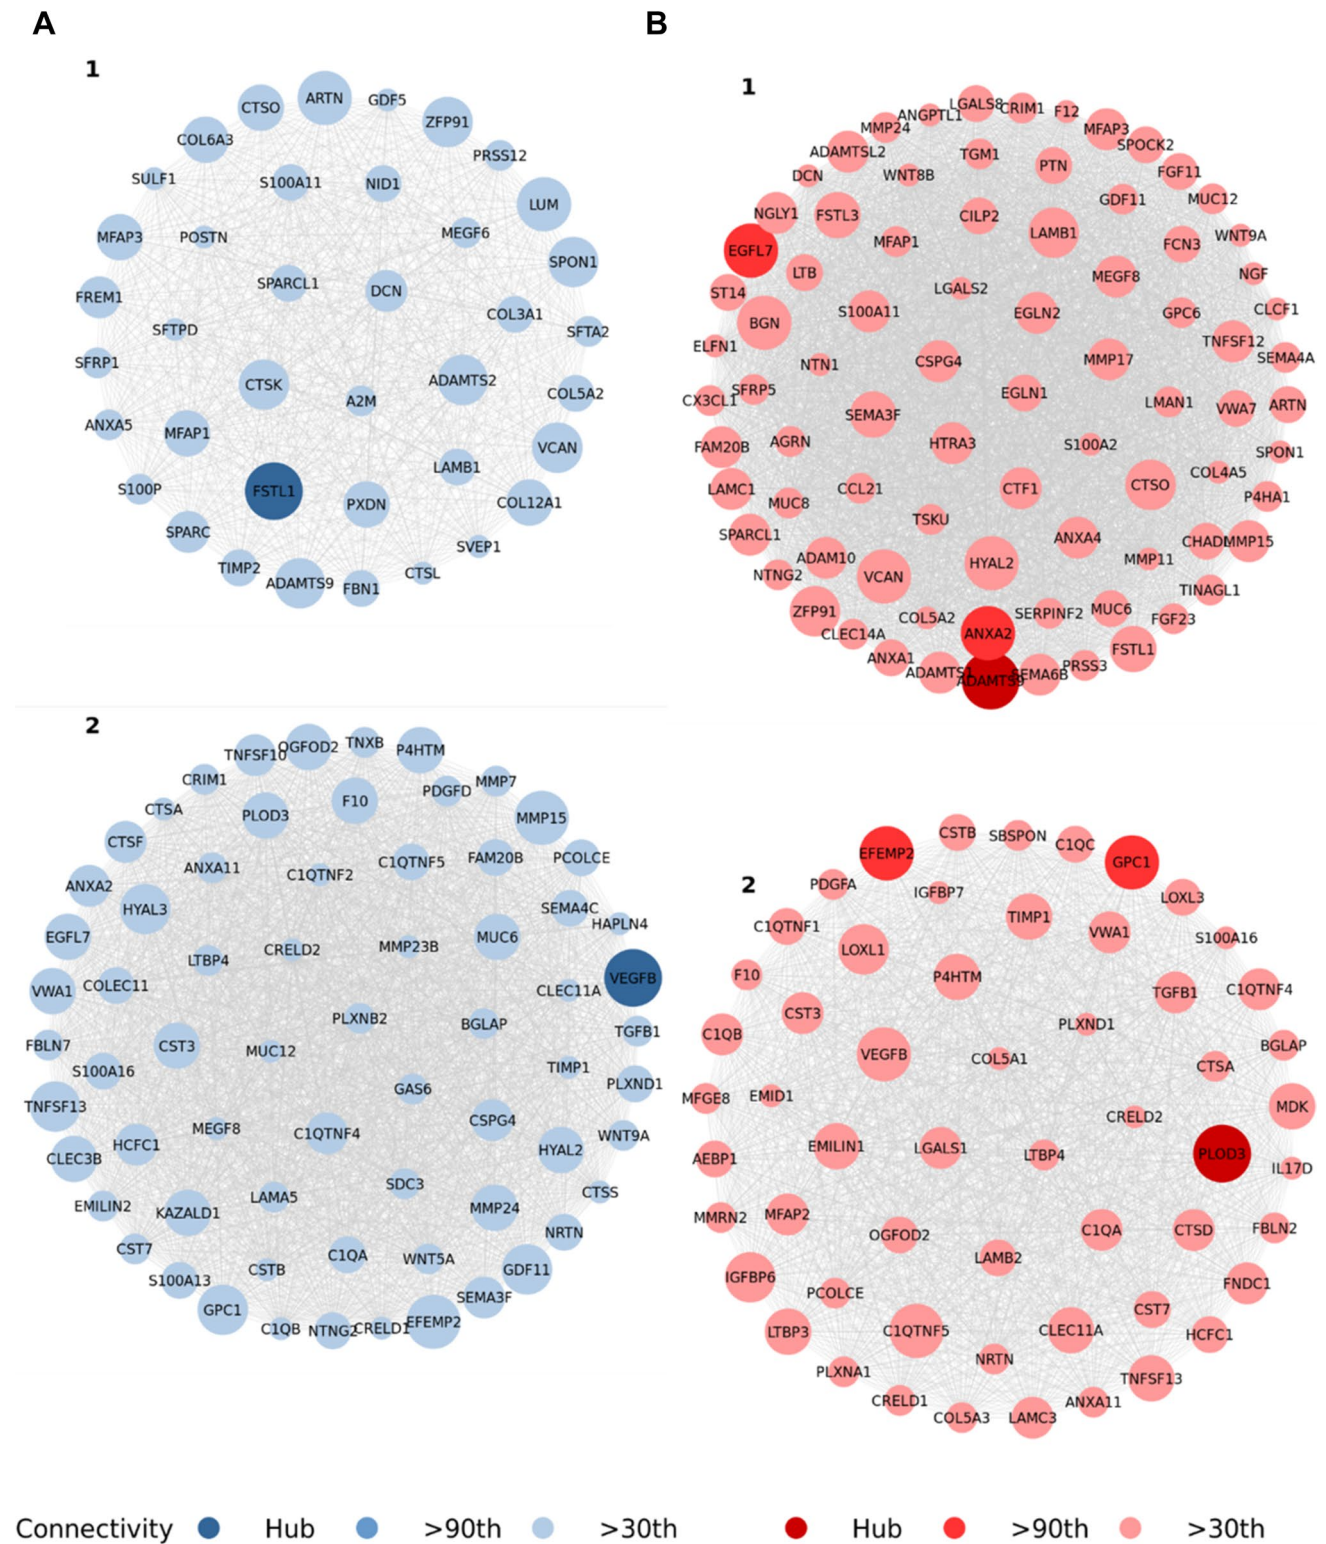 A
B
1
ARTN
CTSO
GDF5
ZFP91
COL6A3
PRSS12
SULF1
S100A11
NID1
LUM
MFAP3
POSTN
MEGF6
SPON1
FREM1
SPARCL1
DCN
COL3A1
SFTPD
SFTA2
SFRP1
CTSK
A2M
ADAMTS2
COL5A2
ANXA5
MFAP1
VCAN
LAMB1
S100P
FSTL1
PXDN
COL12A1
SPARC
SVEP1
TIMP2
ADAMTS9
FBN1
CTSL
1
LGALS8
CRIM1
F12
ANGPTL1
MMP24
MFAP3
SPOCK2
ADAMTSL2
TGM1
PTN
FGF11
DCN
WNT8B
GDF11
MUC12
NGLY1
FSTL3
CILP2
LAMB1
WNT9A
EGFL7
MFAP1
FCN3
LTB
MEGF8
NGF
ST14
LGALS2
BGN
S100A11
EGLN2
GPC6
CLCF1
ELFN1
TNFSF12
SEMA4A
NTN1
CSPG4
MMP17
CX3CL1
SFRP5
EGLN1
LMAN1
VWA7
ARTN
SEMA3F
FAM20B
AGRN
HTRA3
S100A2
SPON1
LAMC1
CCL21
CTF1
CTSO
COL4A5
P4HA1
MUC8
SPARCL1
TSKU
ANXA4
CHADL
MMP15
NTNG2
ADAM10
VCAN
HYAL2
MMP11
TINAGL1
ZFP91
COL5A2
SERPINF2
MUC6
FGF23
CLEC14A
ANXA2
FSTL1
ANXA1
ADAMTS1
ADAMTS9
SEMA6B
PRSS3
2
TNFSF10
OGFOD2
TNXB
P4HTM
CRIM1
PDGFD
MMP7
CTSA
PLOD3
F10
MMP15
CTSF
ANXA11
C1QTNF2
C1QTNF5
FAM20B
PCOLCE
ANXA2
HYAL3
SEMA4C
HAPLN4
EGFL7
LTBP4
CRELD2
MMP23B
MUC6
VEGFB
VWA1
COLEC11
CLEC11A
PLXNB2
BGLAP
TGFB1
FBLN7
CST3
MUC12
S100A16
TIMP1
PLXND1
TNFSF13
GAS6
MEGF8
C1QTNF4
CSPG4
WNT9A
CLEC3B
HCFC1
HYAL2
EMILIN2
KAZALD1
LAMA5
SDC3
CTSS
MMP24
NRTN
CST7
S100A13
CSTB
C1QA
WNT5A
GDF11
GPC1
SEMA3F
C1QB
NTNG2
CRELD1
EFEMP2
2
EFEMP2
CSTB
SBSPON
C1QC
GPC1
PDGFA
IGFBP7
LOXL3
C1QTNF1
TIMP1
VWA1
S100A16
LOXL1
F10
P4HTM
TGFB1
C1QTNF4
C1QB
CST3
PLXND1
BGLAP
VEGFB
COL5A1
CTSA
MFGE8
EMID1
CRELD2
MDK
AEBP1
EMILIN1
LGALS1
LTBP4
PLOD3
IL17D
MMRN2
MFAP2
OGFOD2
C1QA
CTSD
FBLN2
IGFBP6
LAMB2
FNDC1
PCOLCE
CST7
LTBP3
C1QTNF5
CLEC11A
HCFC1
PLXNA1
NRTN
TNFSF13
CRELD1
COL5A3
LAMC3
ANXA11
Connectivity Hub >90th >30th Hub >90th >30th